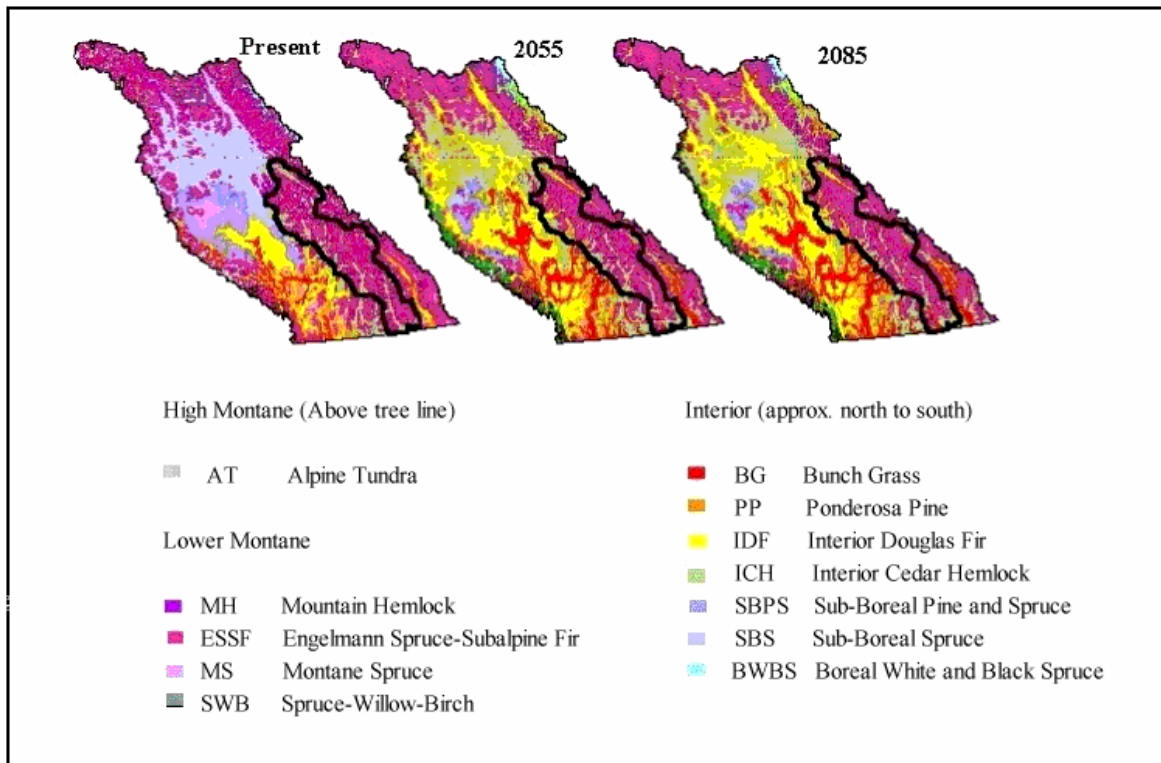 Present
2055
2085
High Montane (Above tree line)
AT Alpine Tundra
Lower Montane
MH Mountain Hemlock
ESSF Engelmann Spruce-Subalpine Fir
MS Montane Spruce
SWB Spruce-Willow-Birch
Interior (approx. north to south)
BG Bunch Grass
PP Ponderosa Pine
IDF Interior Douglas Fir
ICH Interior Cedar Hemlock
SBPS Sub-Boreal Pine and Spruce
SBS Sub-Boreal Spruce
BWBS Boreal White and Black Spruce